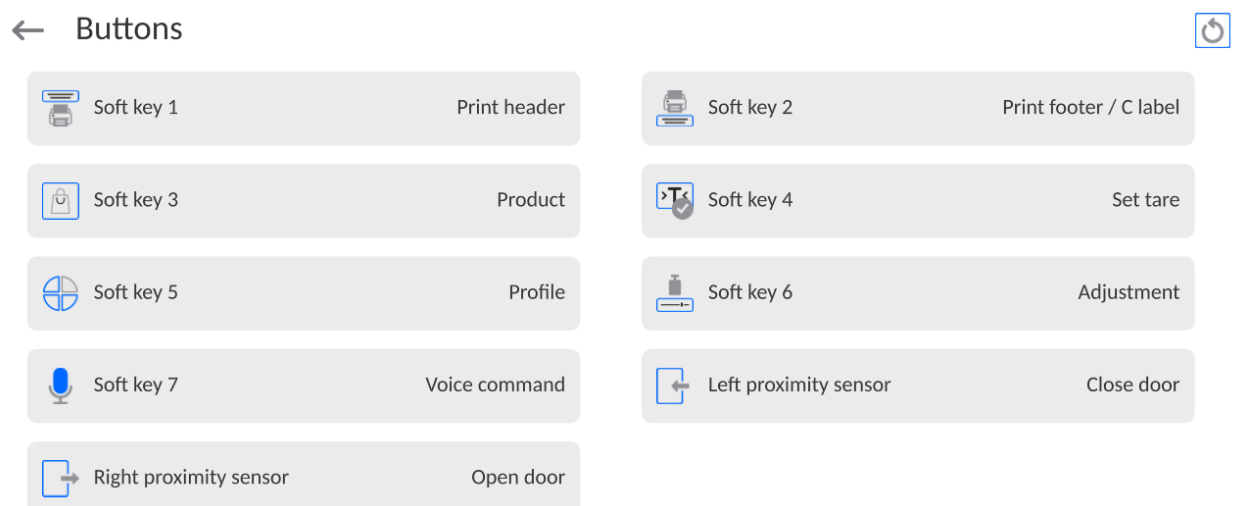 Buttons
Soft key 1 Print header
Soft key 2 Print footer / C label
Soft key 3 Product
>T< Soft key 4 Set tare
Soft key 5 Profile
Soft key 6 Adjustment
Soft key 7 Voice command
Left proximity sensor Close door
Right proximity sensor Open door